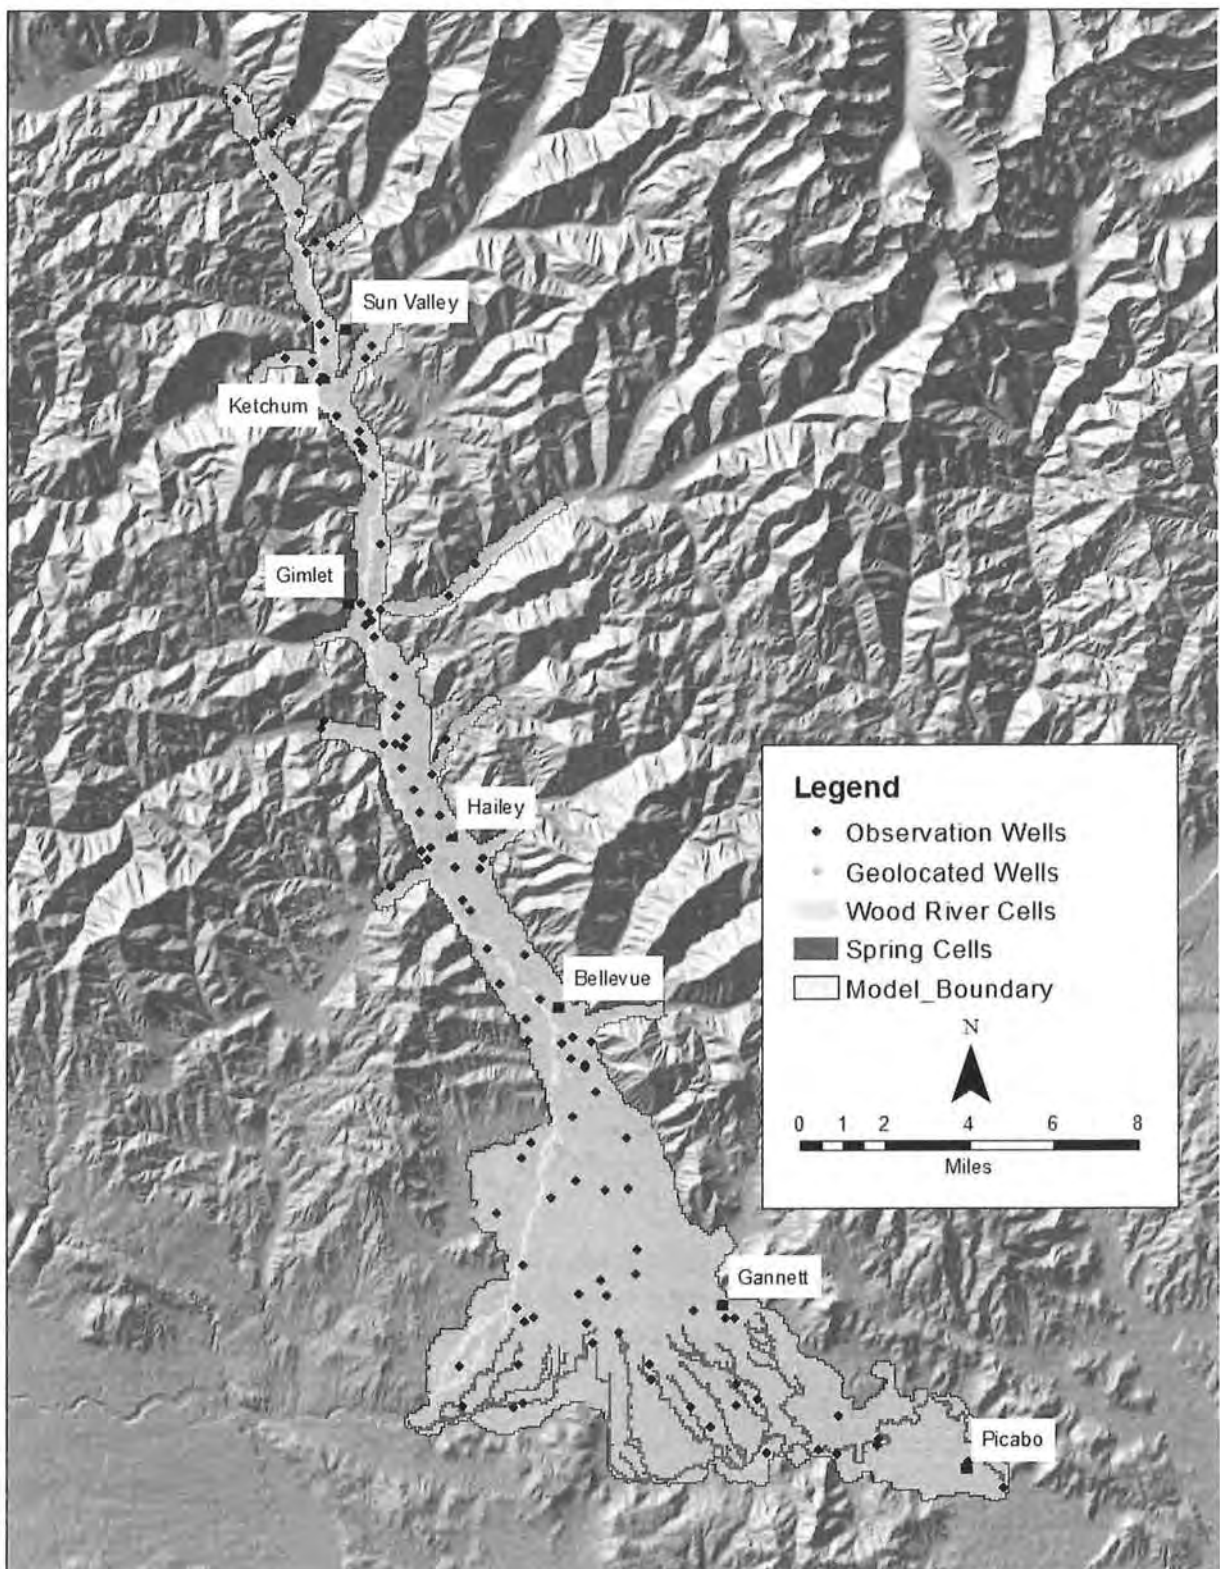 Sun Valley
Ketchum
Gimlet
Hailey
Bellevue
Gannett
Picabo
Legend
Observation Wells
Geolocated Wells
Wood River Cells
Spring Cells
Model_Boundary
N
0 1 2 4 6 8
Miles